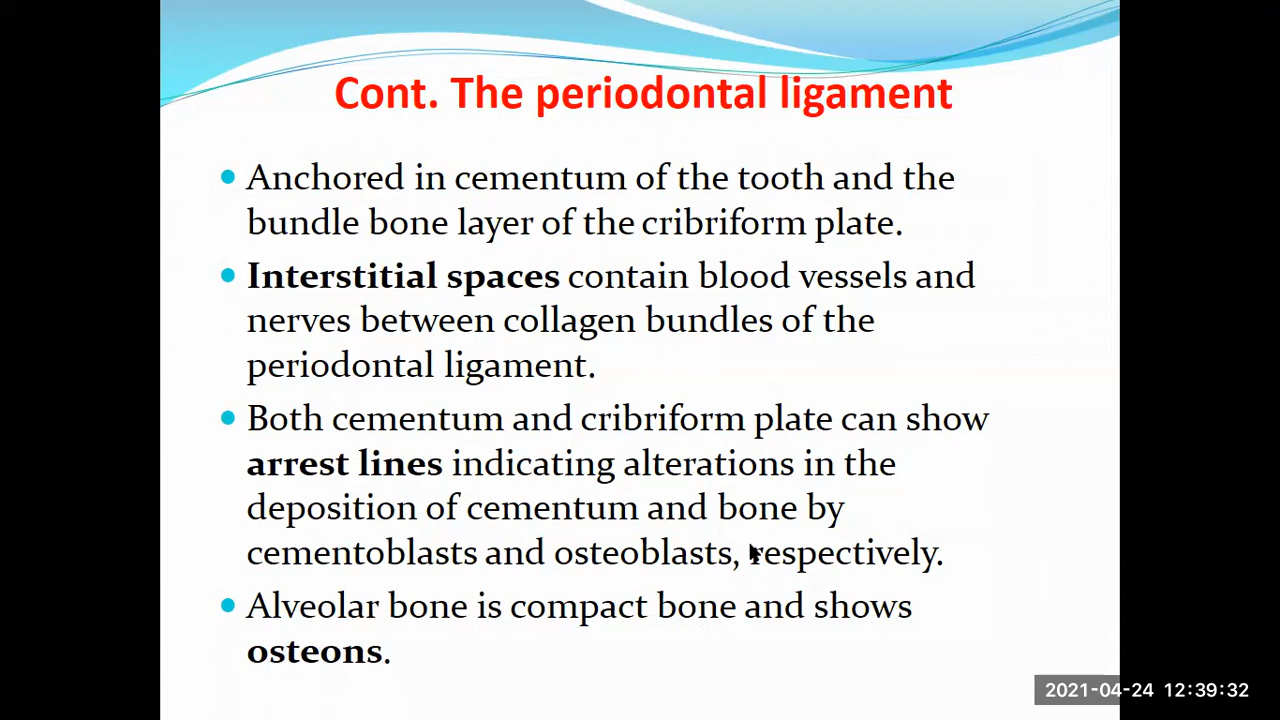 Cont. The periodontal ligament
Anchored in cementum of the tooth and the
bundle bone layer of the cribriform plate.
Interstitial spaces contain blood vessels and
nerves between collagen bundles of the
periodontal ligament.
Both cementum and cribriform plate can show
arrest lines indicating alterations in the
deposition of cementum and bone by
cementoblasts and osteoblasts, respectively.
Alveolar bone is compact bone and shows
osteons.
2021-04-24 12:39:32